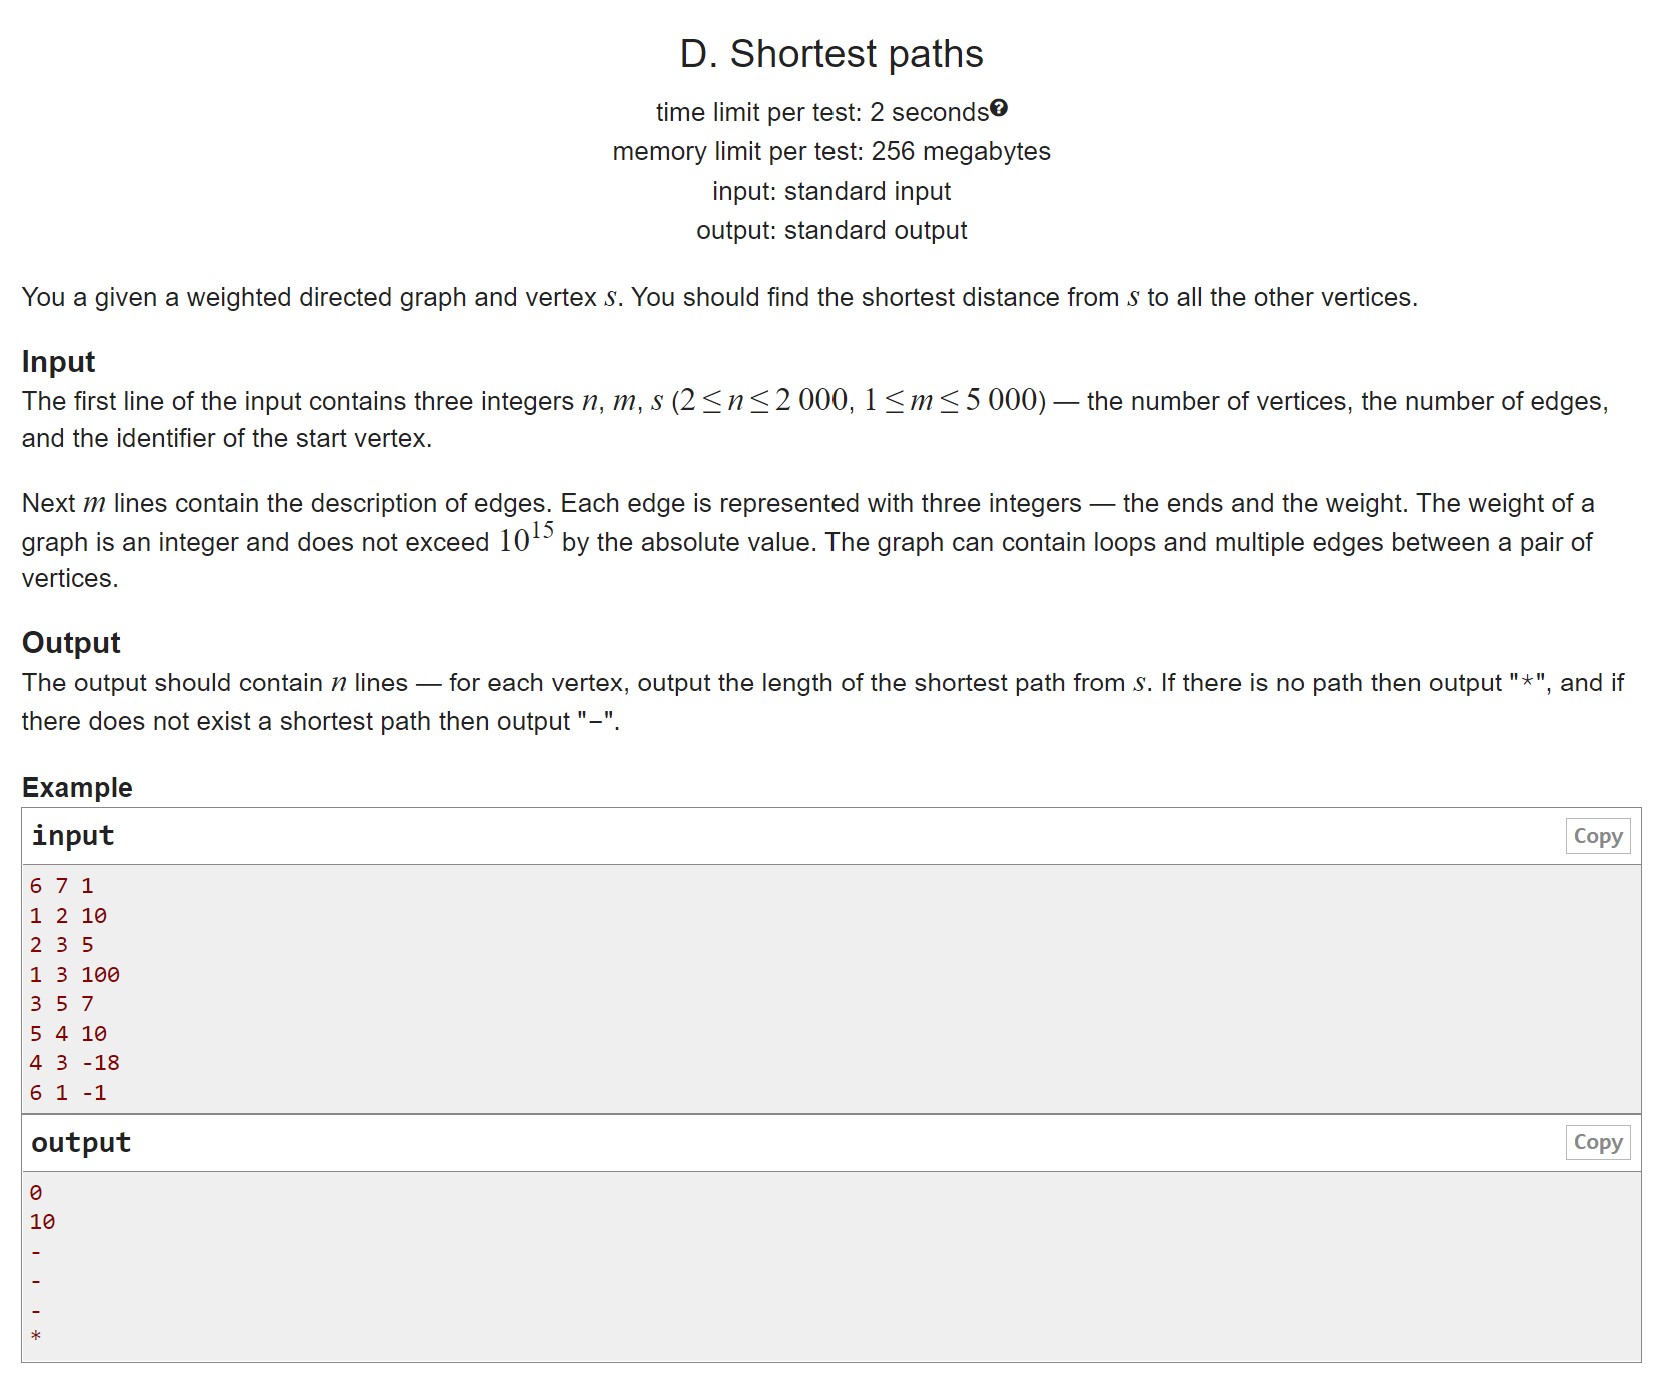 D. Shortest paths
time limit per test: 2 seconds?
memory limit per test: 256 megabytes
input: standard input
output: standard output
You a given a weighted directed graph and vertex s. You should find the shortest distance from s to all the other vertices.
Input
The first line of the input contains three integers n, m, s (2 ≤ n ≤ 2 000, 1 ≤ m ≤ 5 000) — the number of vertices, the number of edges,
and the identifier of the start vertex.
Next m lines contain the description of edges. Each edge is represented with three integers — the ends and the weight. The weight of a
graph is an integer and does not exceed 10^15 by the absolute value. The graph can contain loops and multiple edges between a pair of
vertices.
Output
The output should contain n lines — for each vertex, output the length of the shortest path from s. If there is no path then output "*", and if
there does not exist a shortest path then output "-".
Example
input
Copy
6 7 1
1 2 10
2 3 5
1 3 100
3 5 7
5 4 10
4 3 -18
6 1 -1
output
Copy
0
10
-
-
-
*